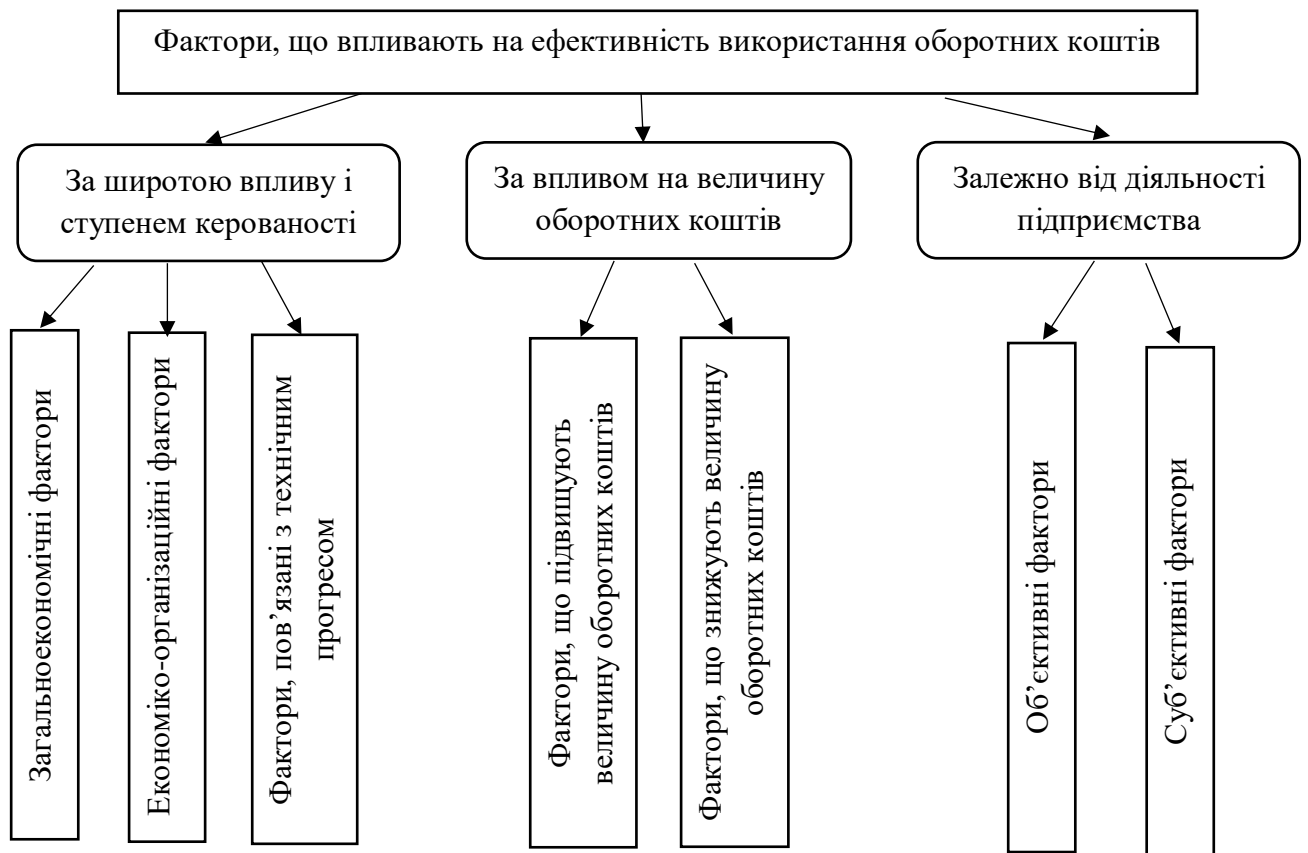 Фактори, що впливають на ефективність використання оборотних коштів
За широтою впливу і
ступенем керованості
За впливом на величину
оборотних коштів
Залежно від діяльності
підприємства
Загальноекономічні фактори
Економіко-організаційні фактори
Фактори, пов’язані з технічним
прогресом
Фактори, що підвищують
величину оборотних коштів
Фактори, що знижують величину
оборотних коштів
Об’єктивні фактори
Суб’єктивні фактори